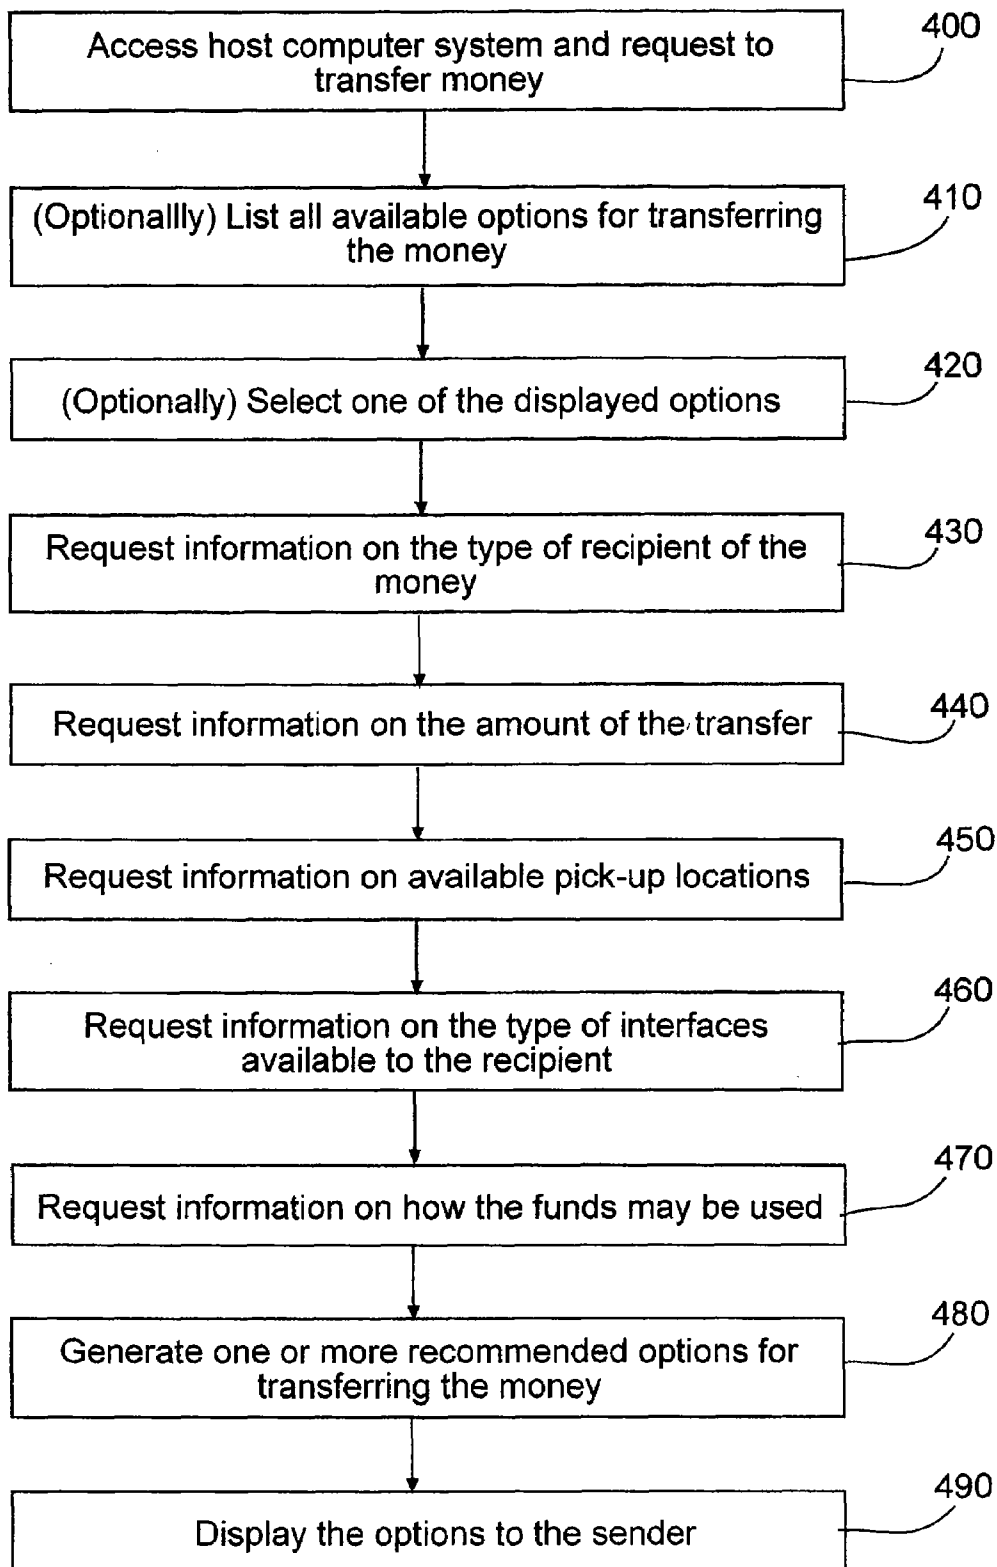 Access host computer system and request to
transfer money
400
(Optionallly) List all available options for transferring
the money
410
(Optionally) Select one of the displayed options
420
Request information on the type of recipient of the
money
430
Request information on the amount of the transfer
440
Request information on available pick-up locations
450
Request information on the type of interfaces
available to the recipient
460
Request information on how the funds may be used
470
Generate one or more recommended options for
transferring the money
480
Display the options to the sender
490